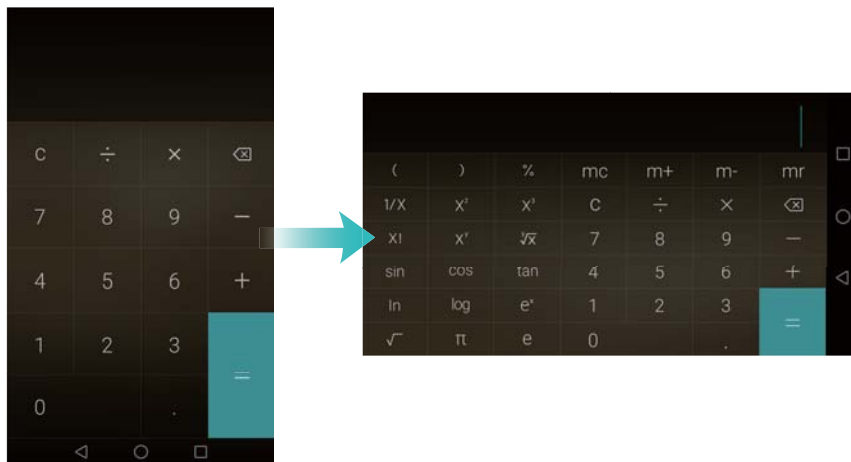 C ÷ ×
7 8 9 −
4 5 6 +
1 2 3 =
0 .
( ) % mc m+ m- mr
1/X X² X³ C ÷ ×
X! Xʸ ʸ√x 7 8 9 −
sin cos tan 4 5 6 +
ln log eˣ 1 2 3 =
√ π e 0 .